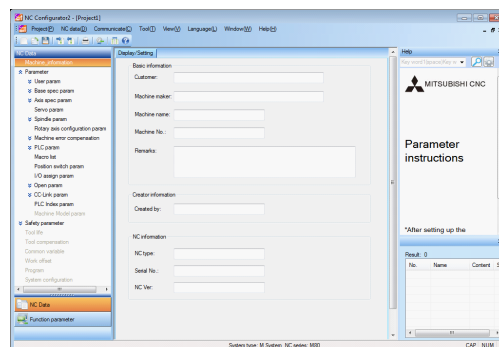 NC Configurator2 - [Project1]
Project(P) NC data(D) Communicate(C) Tool(T) View(V) Language(L) Window(W) Help(H)
NC Data
Machine_information
Parameter
User param
Base spec param
Axis spec param
Servo param
Spindle param
Rotary axis configuration param
Machine error compensation
PLC param
Macro list
Position switch param
I/O assign param
Open param
CC-Link param
PLC Index param
Machine Model param
Safety parameter
Tool life
Tool compensation
Common variable
Work offset
Program
System configuration
NC Data
Function parameter
Display/Setting
Basic information
Customer:
Machine maker:
Machine name:
Machine No.:
Remarks:
Creator information
Created by:
NC information
NC type:
Serial No.:
NC Ver:
Help
MITSUBISHI CNC
Parameter
instructions
*After setting up the
Result: 0
No. Name Content S
System type: M System NC series: M80
CAP NUM